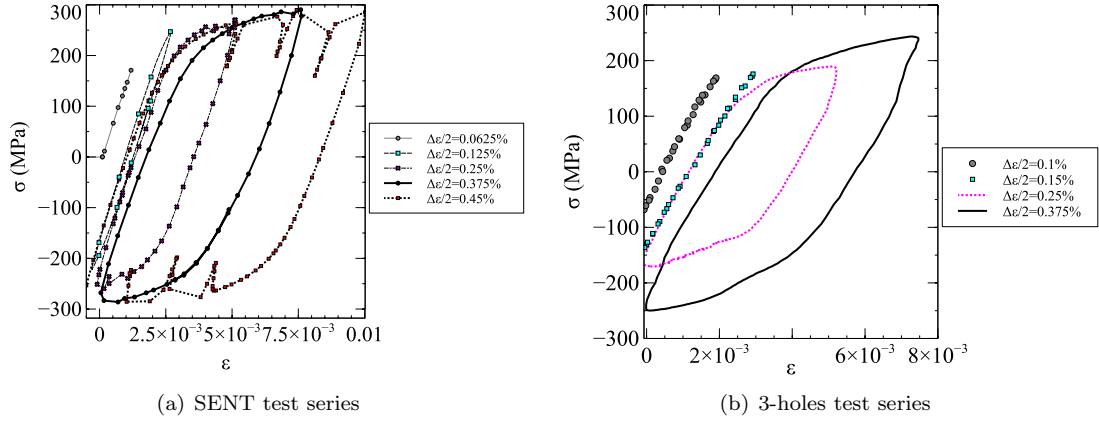 300
200
100
0
−100
−200
−300
σ (MPa)
0
2.5×10⁻³
5×10⁻³
7.5×10⁻³
0.01
ε
Δε/2=0.0625%
Δε/2=0.125%
Δε/2=0.25%
Δε/2=0.375%
Δε/2=0.45%
(a) SENT test series
300
200
100
0
−100
−200
−300
σ (MPa)
0
2×10⁻³
ε
6×10⁻³
8×10⁻³
Δε/2=0.1%
Δε/2=0.15%
Δε/2=0.25%
Δε/2=0.375%
(b) 3-holes test series